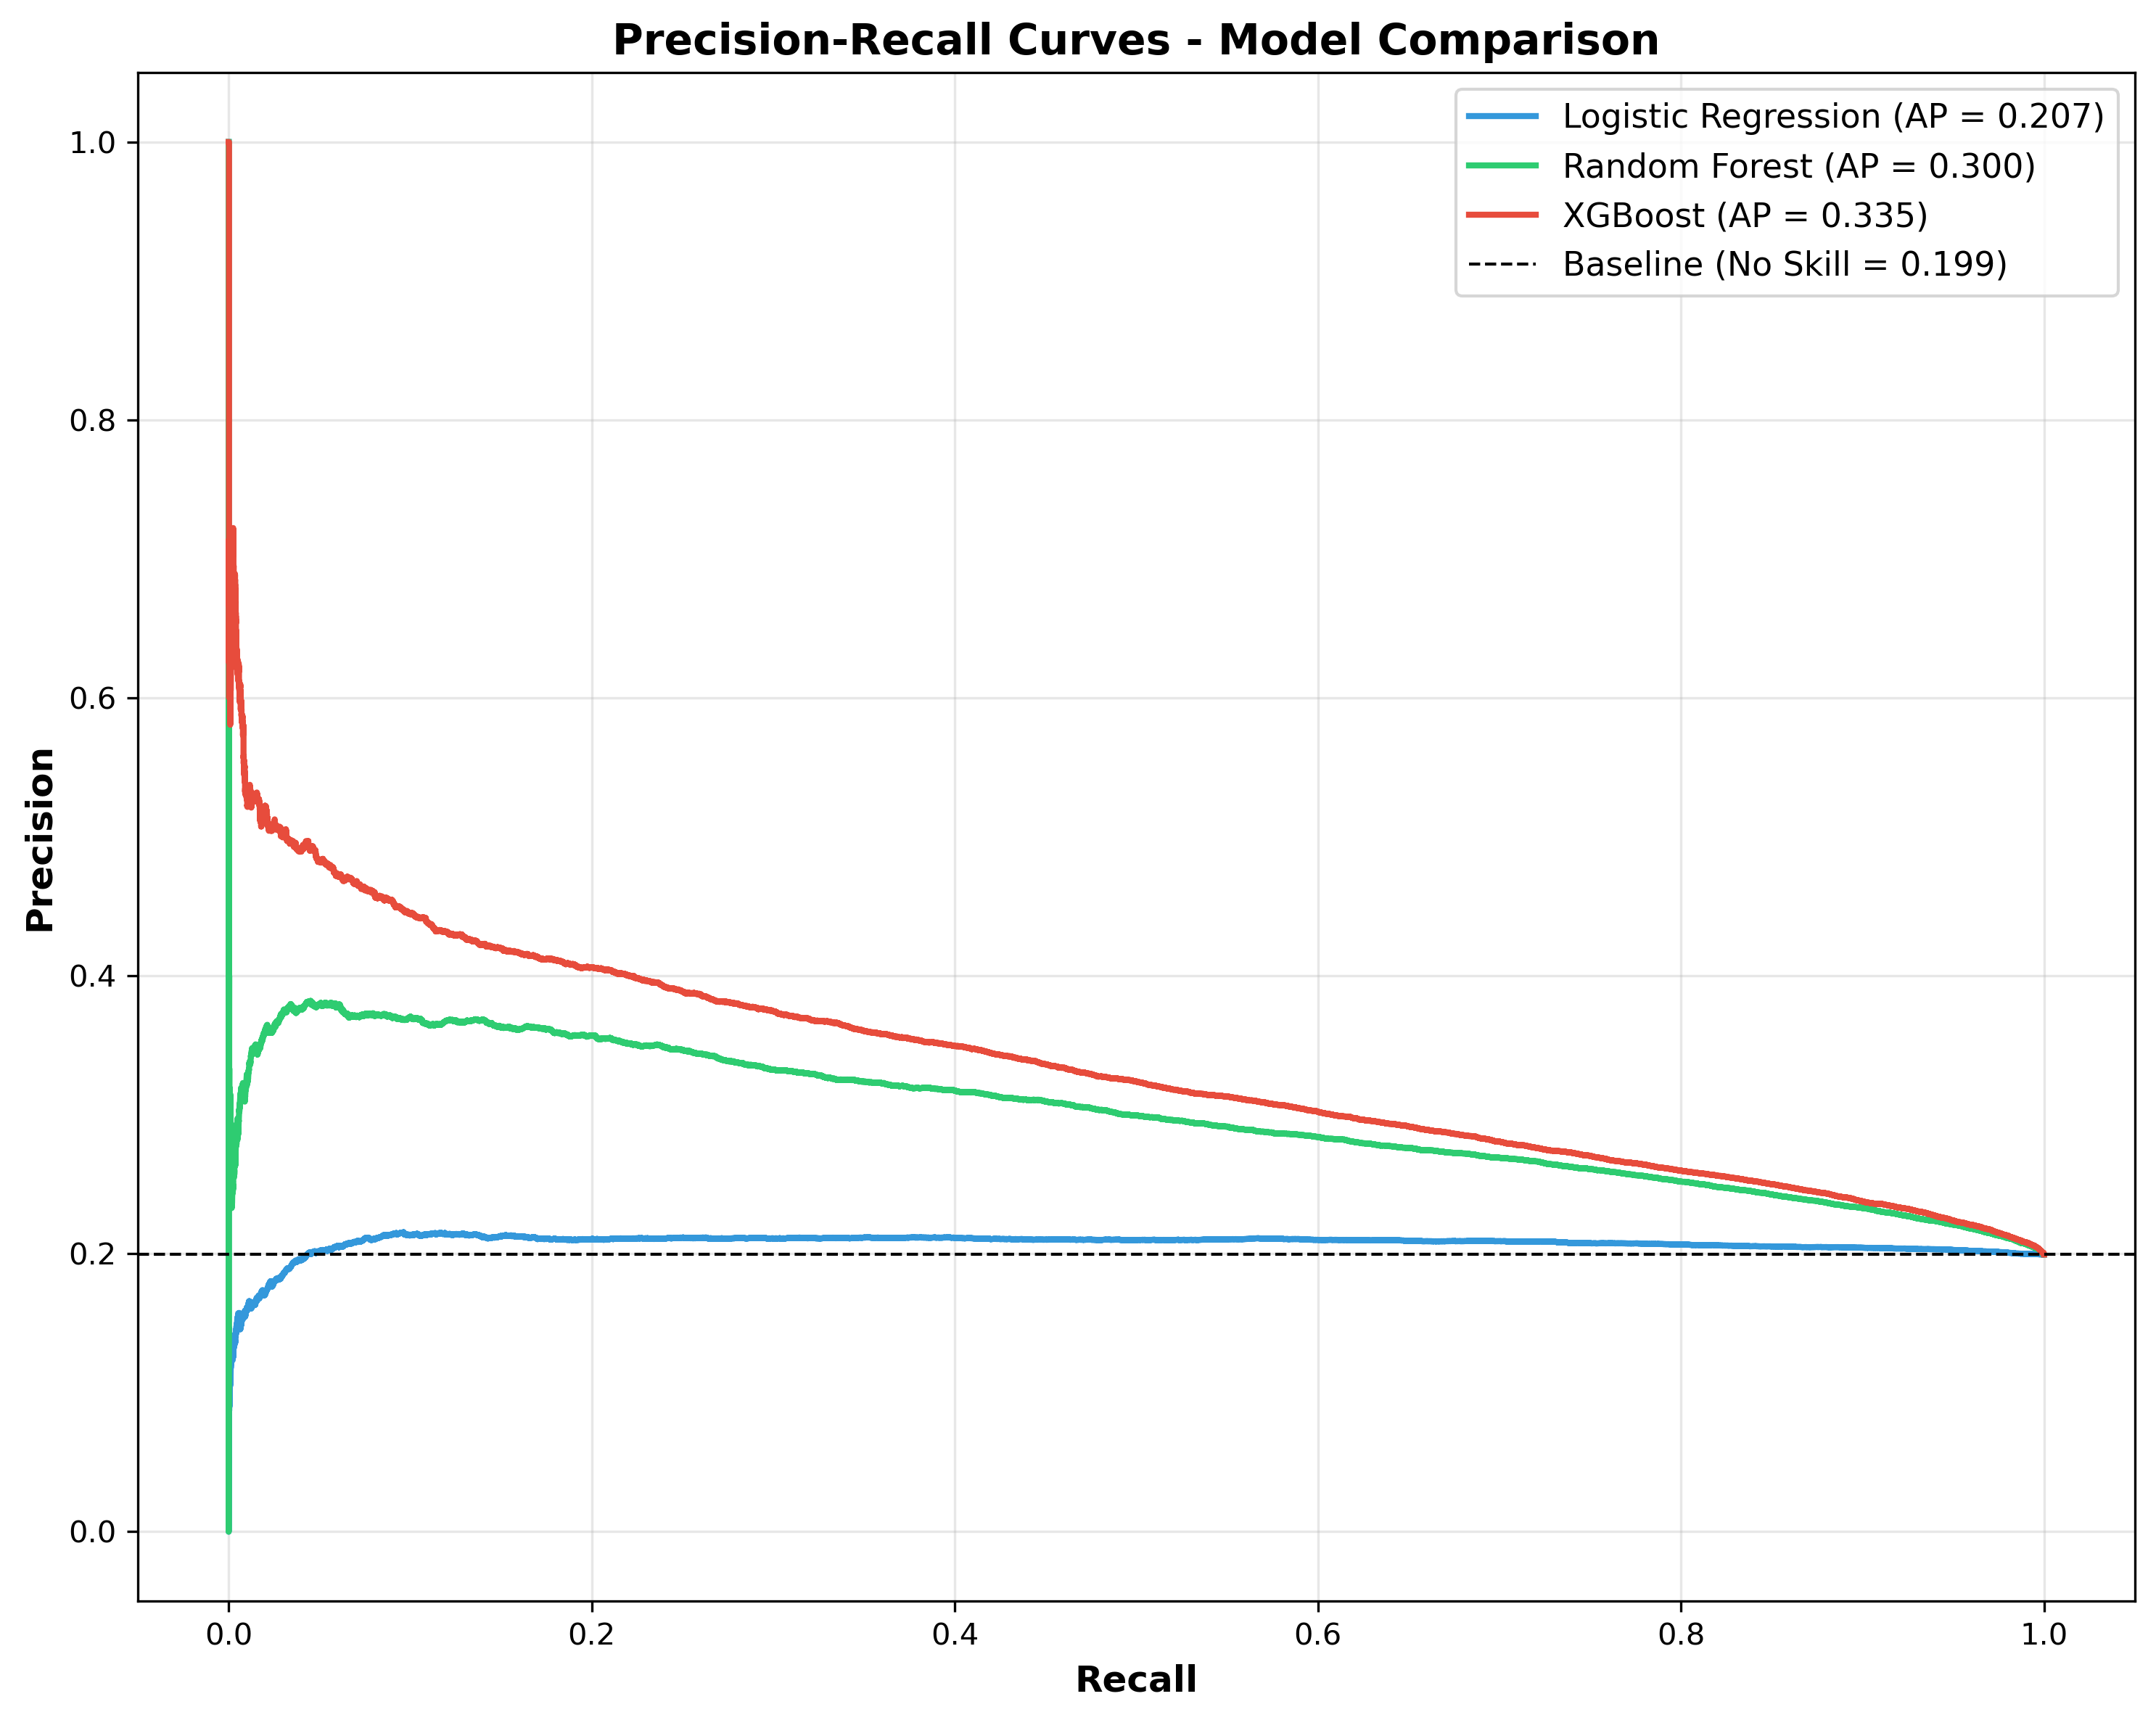 Precision-Recall Curves - Model Comparison
Logistic Regression (AP = 0.207)
Random Forest (AP = 0.300)
XGBoost (AP = 0.335)
Baseline (No Skill = 0.199)
1.0
0.8
0.6
0.4
0.2
0.0
Precision
0.0 0.2 0.4 0.6 0.8 1.0
Recall